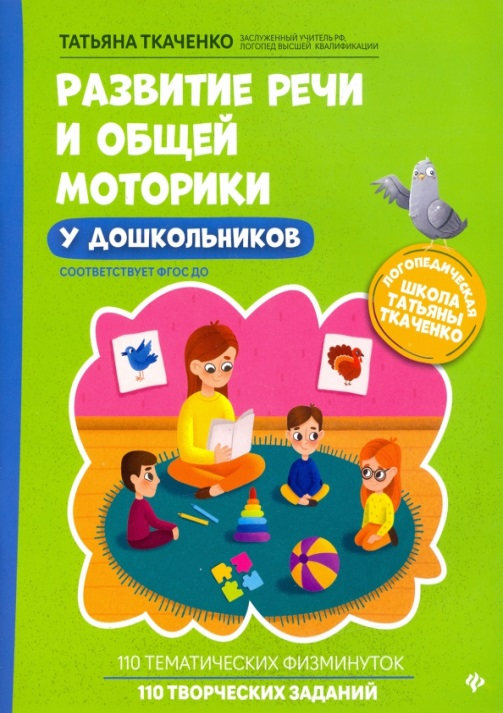 ТАТЬЯНА ТКАЧЕНКО
ЗАСЛУЖЕННЫЙ УЧИТЕЛЬ РФ,
ЛОГОПЕД ВЫСШЕЙ КВАЛИФИКАЦИИ
РАЗВИТИЕ РЕЧИ
И ОБЩЕЙ
МОТОРИКИ
У ДОШКОЛЬНИКОВ
СООТВЕТСТВУЕТ ФГОС ДО
ЛОГОПЕДИЧЕСКАЯ
ШКОЛА
ТАТЬЯНЫ
ТКАЧЕНКО
110 ТЕМАТИЧЕСКИХ ФИЗМИНУТОК
110 ТВОРЧЕСКИХ ЗАДАНИЙ